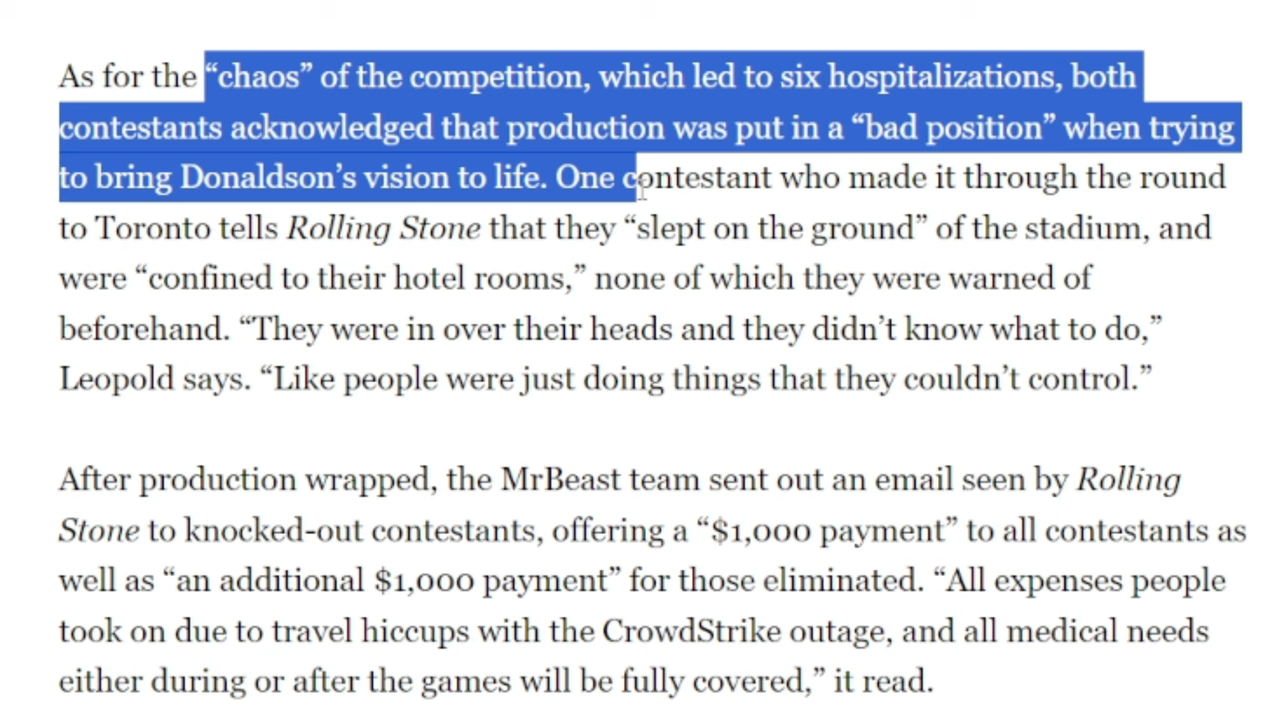 As for the “chaos” of the competition, which led to six hospitalizations, both
contestants acknowledged that production was put in a “bad position” when trying
to bring Donaldson’s vision to life. One contestant who made it through the round
to Toronto tells Rolling Stone that they “slept on the ground” of the stadium, and
were “confined to their hotel rooms,” none of which they were warned of
beforehand. “They were in over their heads and they didn’t know what to do,”
Leopold says. “Like people were just doing things that they couldn’t control.”
After production wrapped, the MrBeast team sent out an email seen by Rolling
Stone to knocked-out contestants, offering a “$1,000 payment” to all contestants as
well as “an additional $1,000 payment” for those eliminated. “All expenses people
took on due to travel hiccups with the CrowdStrike outage, and all medical needs
either during or after the games will be fully covered,” it read.